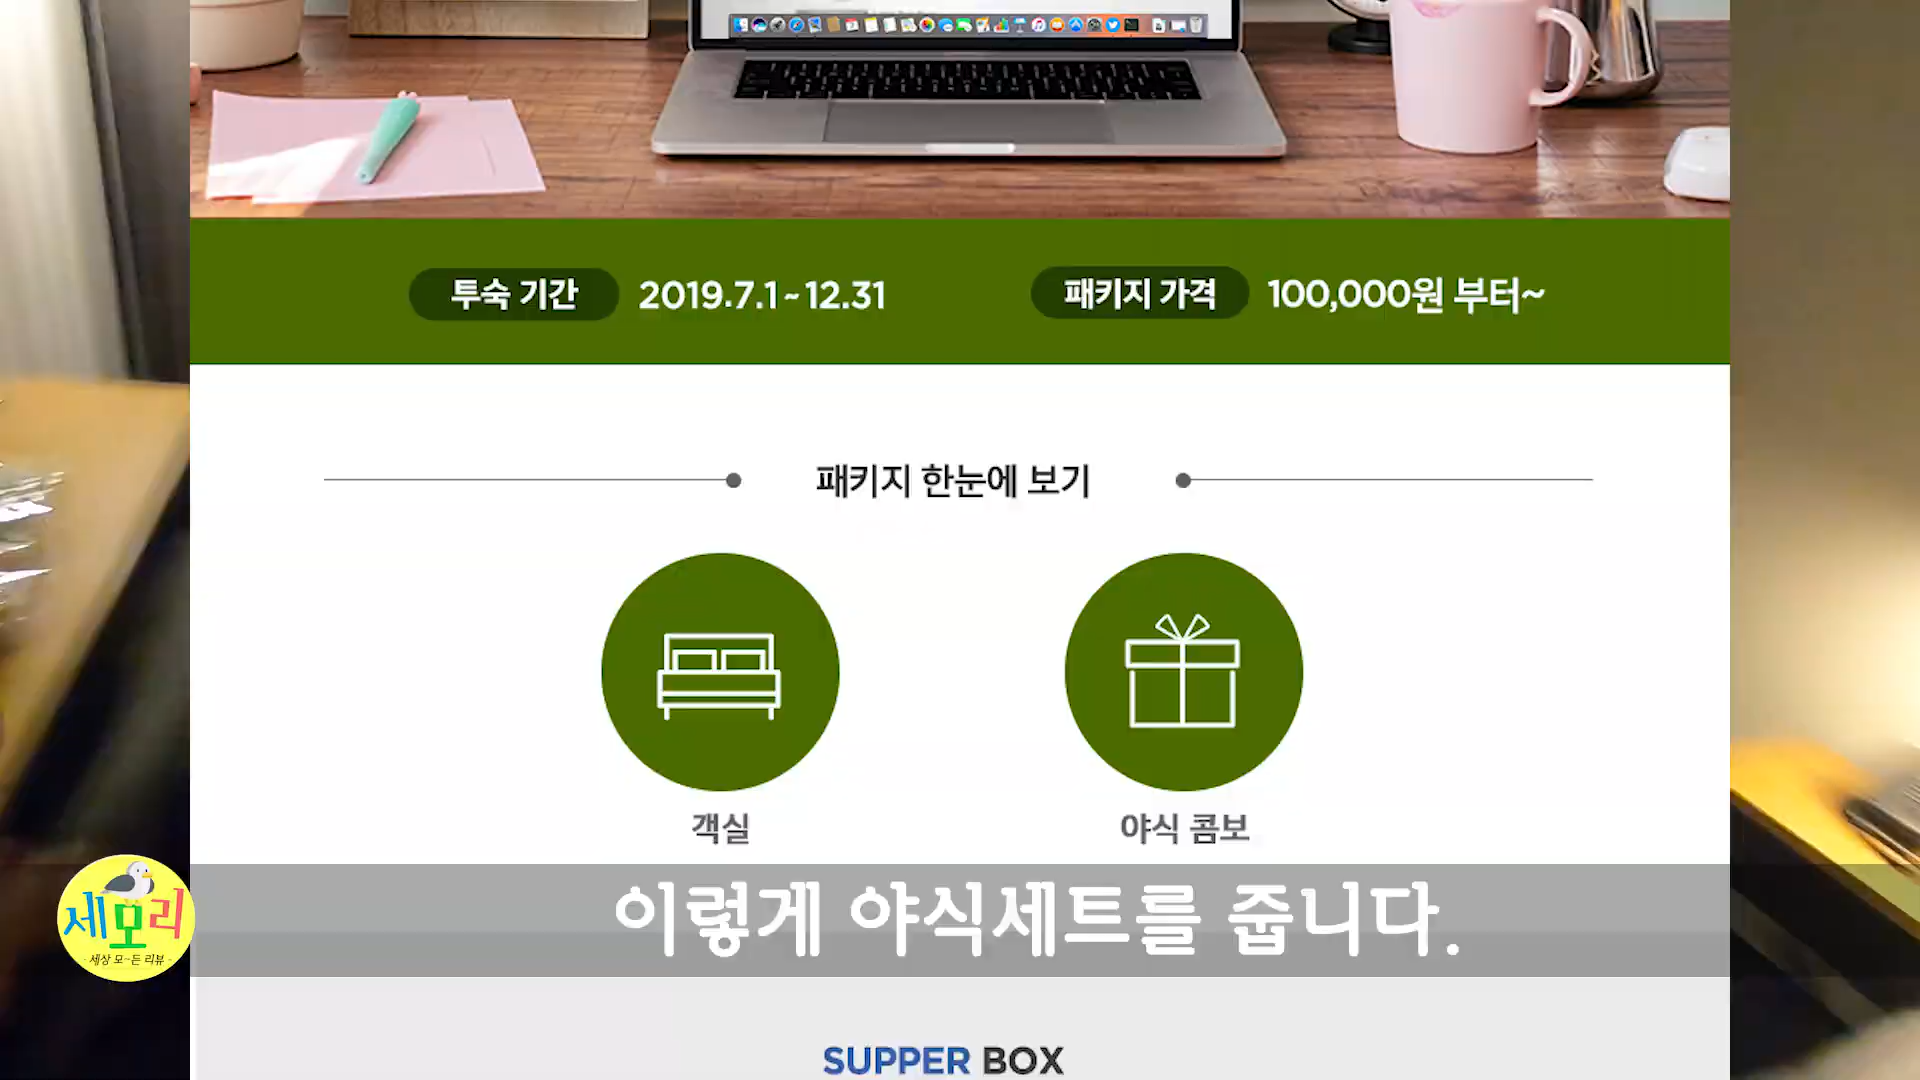 투숙 기간 2019.7.1~12.31 패키지 가격 100,000원 부터~
패키지 한눈에 보기
객실 야식 콤보
이렇게 야식세트를 줍니다.
세모리
- 세상 모~든 리뷰 -
SUPPER BOX